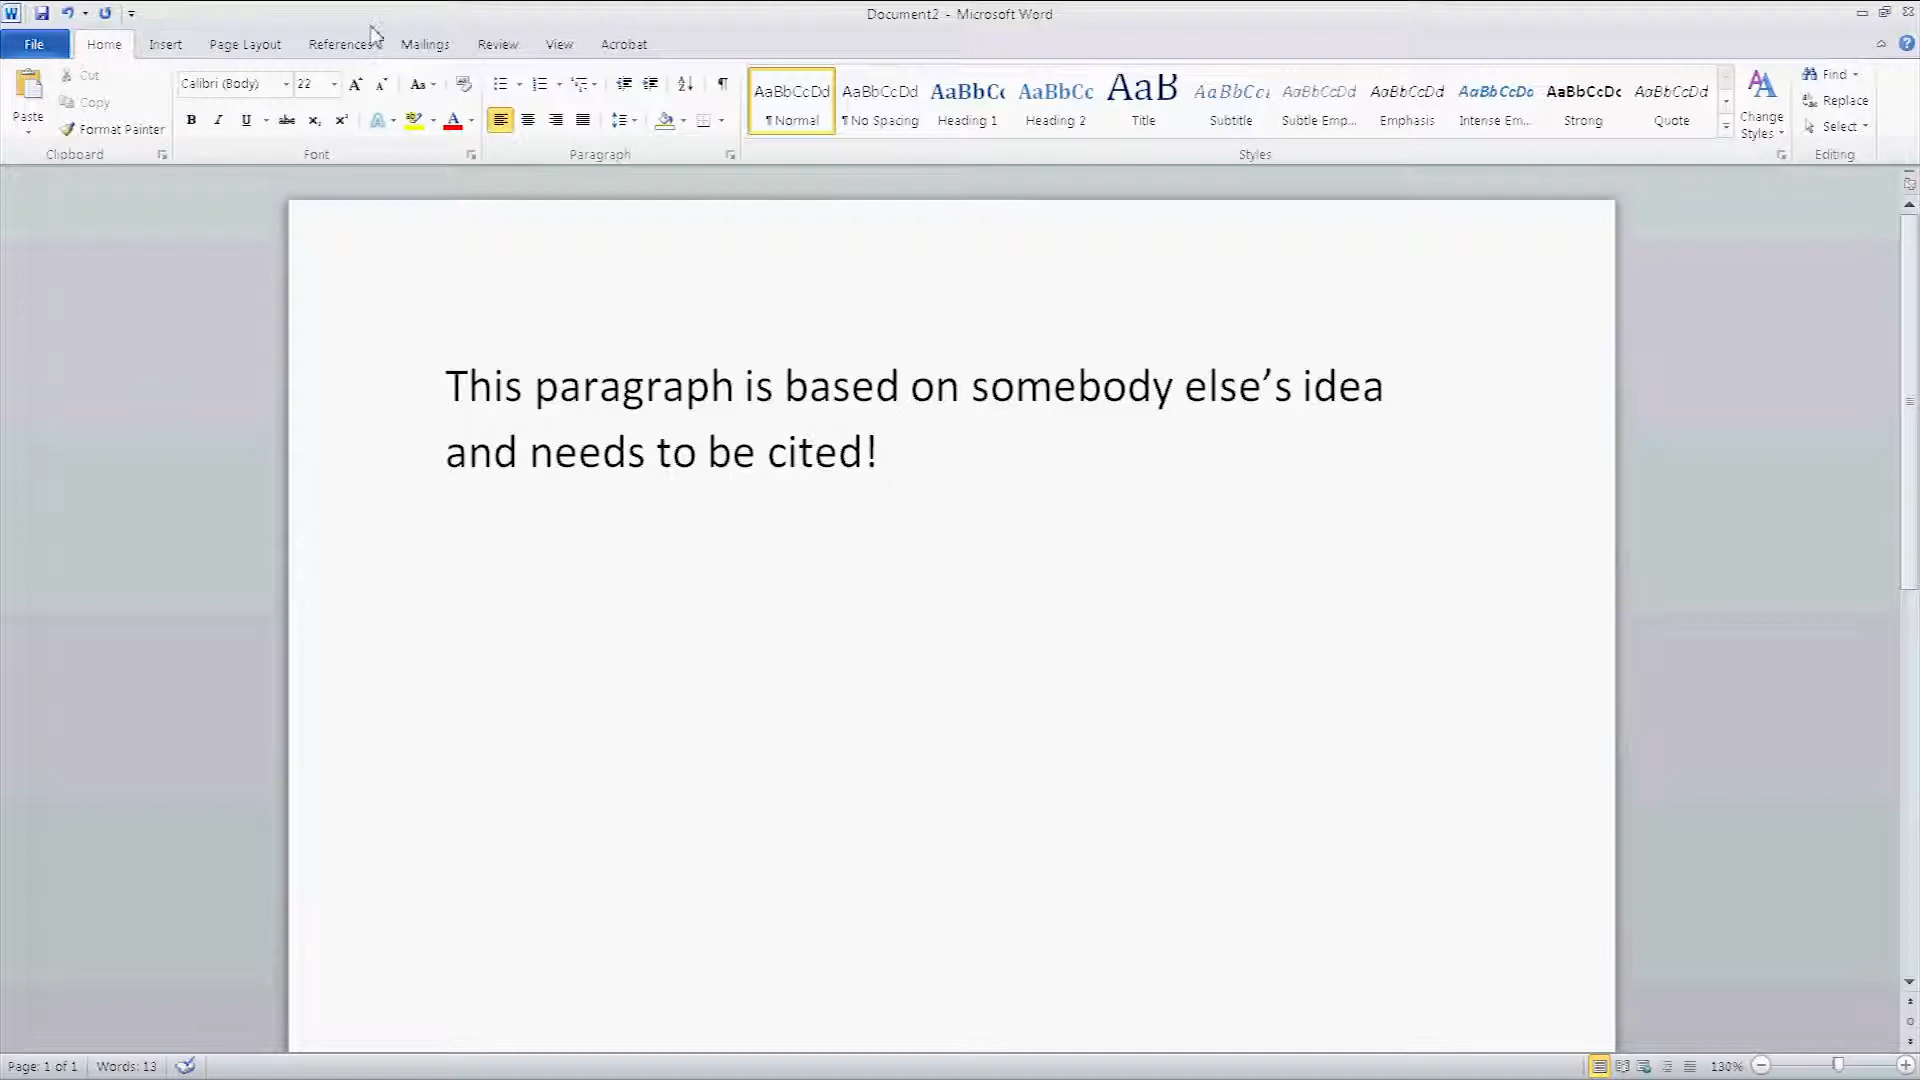 Document2 - Microsoft Word
File Home Insert Page Layout References Mailings Review View Acrobat
Cut
Copy
Format Painter
Paste
Clipboard
Calibri (Body) 22
Font
Paragraph
AaBbCcDd AaBbCcDd AaBbC AaBbCc AaB AaBbCc AaBbCcDd AaBbCcDd AaBbCcDc AaBbCcDc AaBbCcDd
¶ Normal ¶ No Spacing Heading 1 Heading 2 Title Subtitle Subtle Emp... Emphasis Intense Em... Strong Quote
Styles
Change
Styles
Find
Replace
Select
Editing
This paragraph is based on somebody else’s idea
and needs to be cited!
Page: 1 of 1 Words: 13 130%